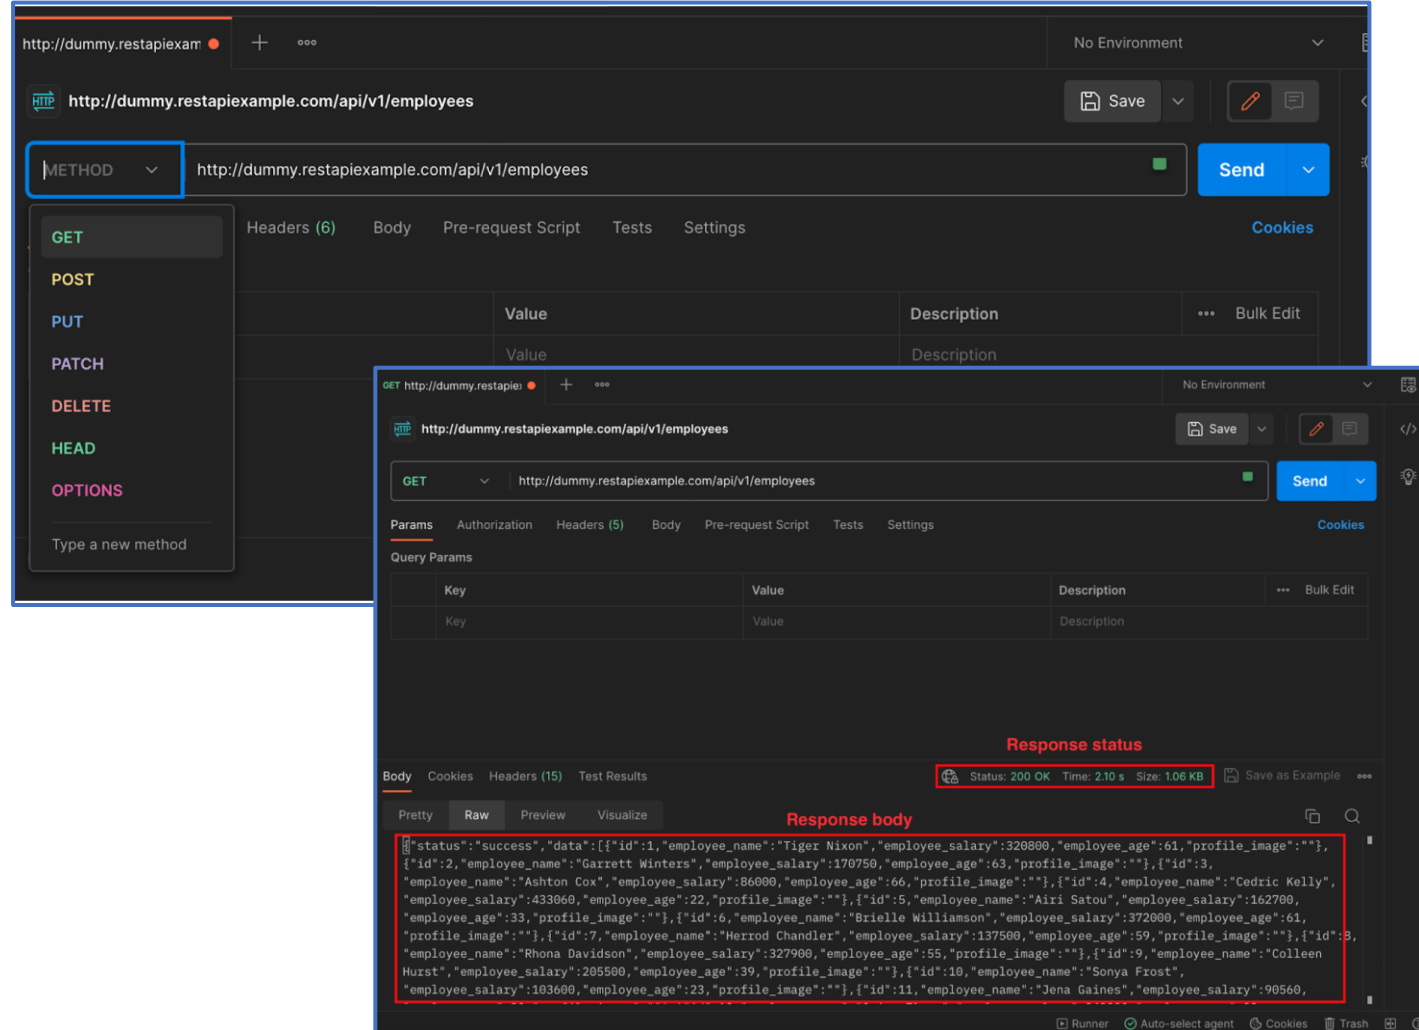 http://dummy.restapiexam
No Environment
HTTP http://dummy.restapiexample.com/api/v1/employees
Save
METHOD http://dummy.restapiexample.com/api/v1/employees
Send
Headers (6) Body Pre-request Script Tests Settings Cookies
GET
POST
PUT
PATCH
DELETE
HEAD
OPTIONS
Type a new method
Value Description Bulk Edit
Value Description
GET http://dummy.restapie
No Environment
HTTP http://dummy.restapiexample.com/api/v1/employees
Save
GET http://dummy.restapiexample.com/api/v1/employees
Send
Params Authorization Headers (5) Body Pre-request Script Tests Settings Cookies
Query Params
Key Value Description Bulk Edit
Key Value Description
Response status
Body Cookies Headers (15) Test Results Status: 200 OK Time: 2.10 s Size: 1.06 KB Save as Example
Pretty Raw Preview Visualize
Response body
{"status":"success","data":[{"id":1,"employee_name":"Tiger Nixon","employee_salary":320800,"employee_age":61,"profile_image":""},
{"id":2,"employee_name":"Garrett Winters","employee_salary":170750,"employee_age":63,"profile_image":""},{"id":3,
"employee_name":"Ashton Cox","employee_salary":86000,"employee_age":66,"profile_image":""},{"id":4,"employee_name":"Cedric Kelly",
"employee_salary":433060,"employee_age":22,"profile_image":""},{"id":5,"employee_name":"Airi Satou","employee_salary":162700,
"employee_age":33,"profile_image":""},{"id":6,"employee_name":"Brielle Williamson","employee_salary":372000,"employee_age":61,
"profile_image":""},{"id":7,"employee_name":"Herrod Chandler","employee_salary":137500,"employee_age":59,"profile_image":""},{"id":8,
"employee_name":"Rhona Davidson","employee_salary":327900,"employee_age":55,"profile_image":""},{"id":9,"employee_name":"Colleen
Hurst","employee_salary":205500,"employee_age":39,"profile_image":""},{"id":10,"employee_name":"Sonya Frost",
"employee_salary":103600,"employee_age":23,"profile_image":""},{"id":11,"employee_name":"Jena Gaines","employee_salary":90560,
Runner Auto-select agent Cookies Trash